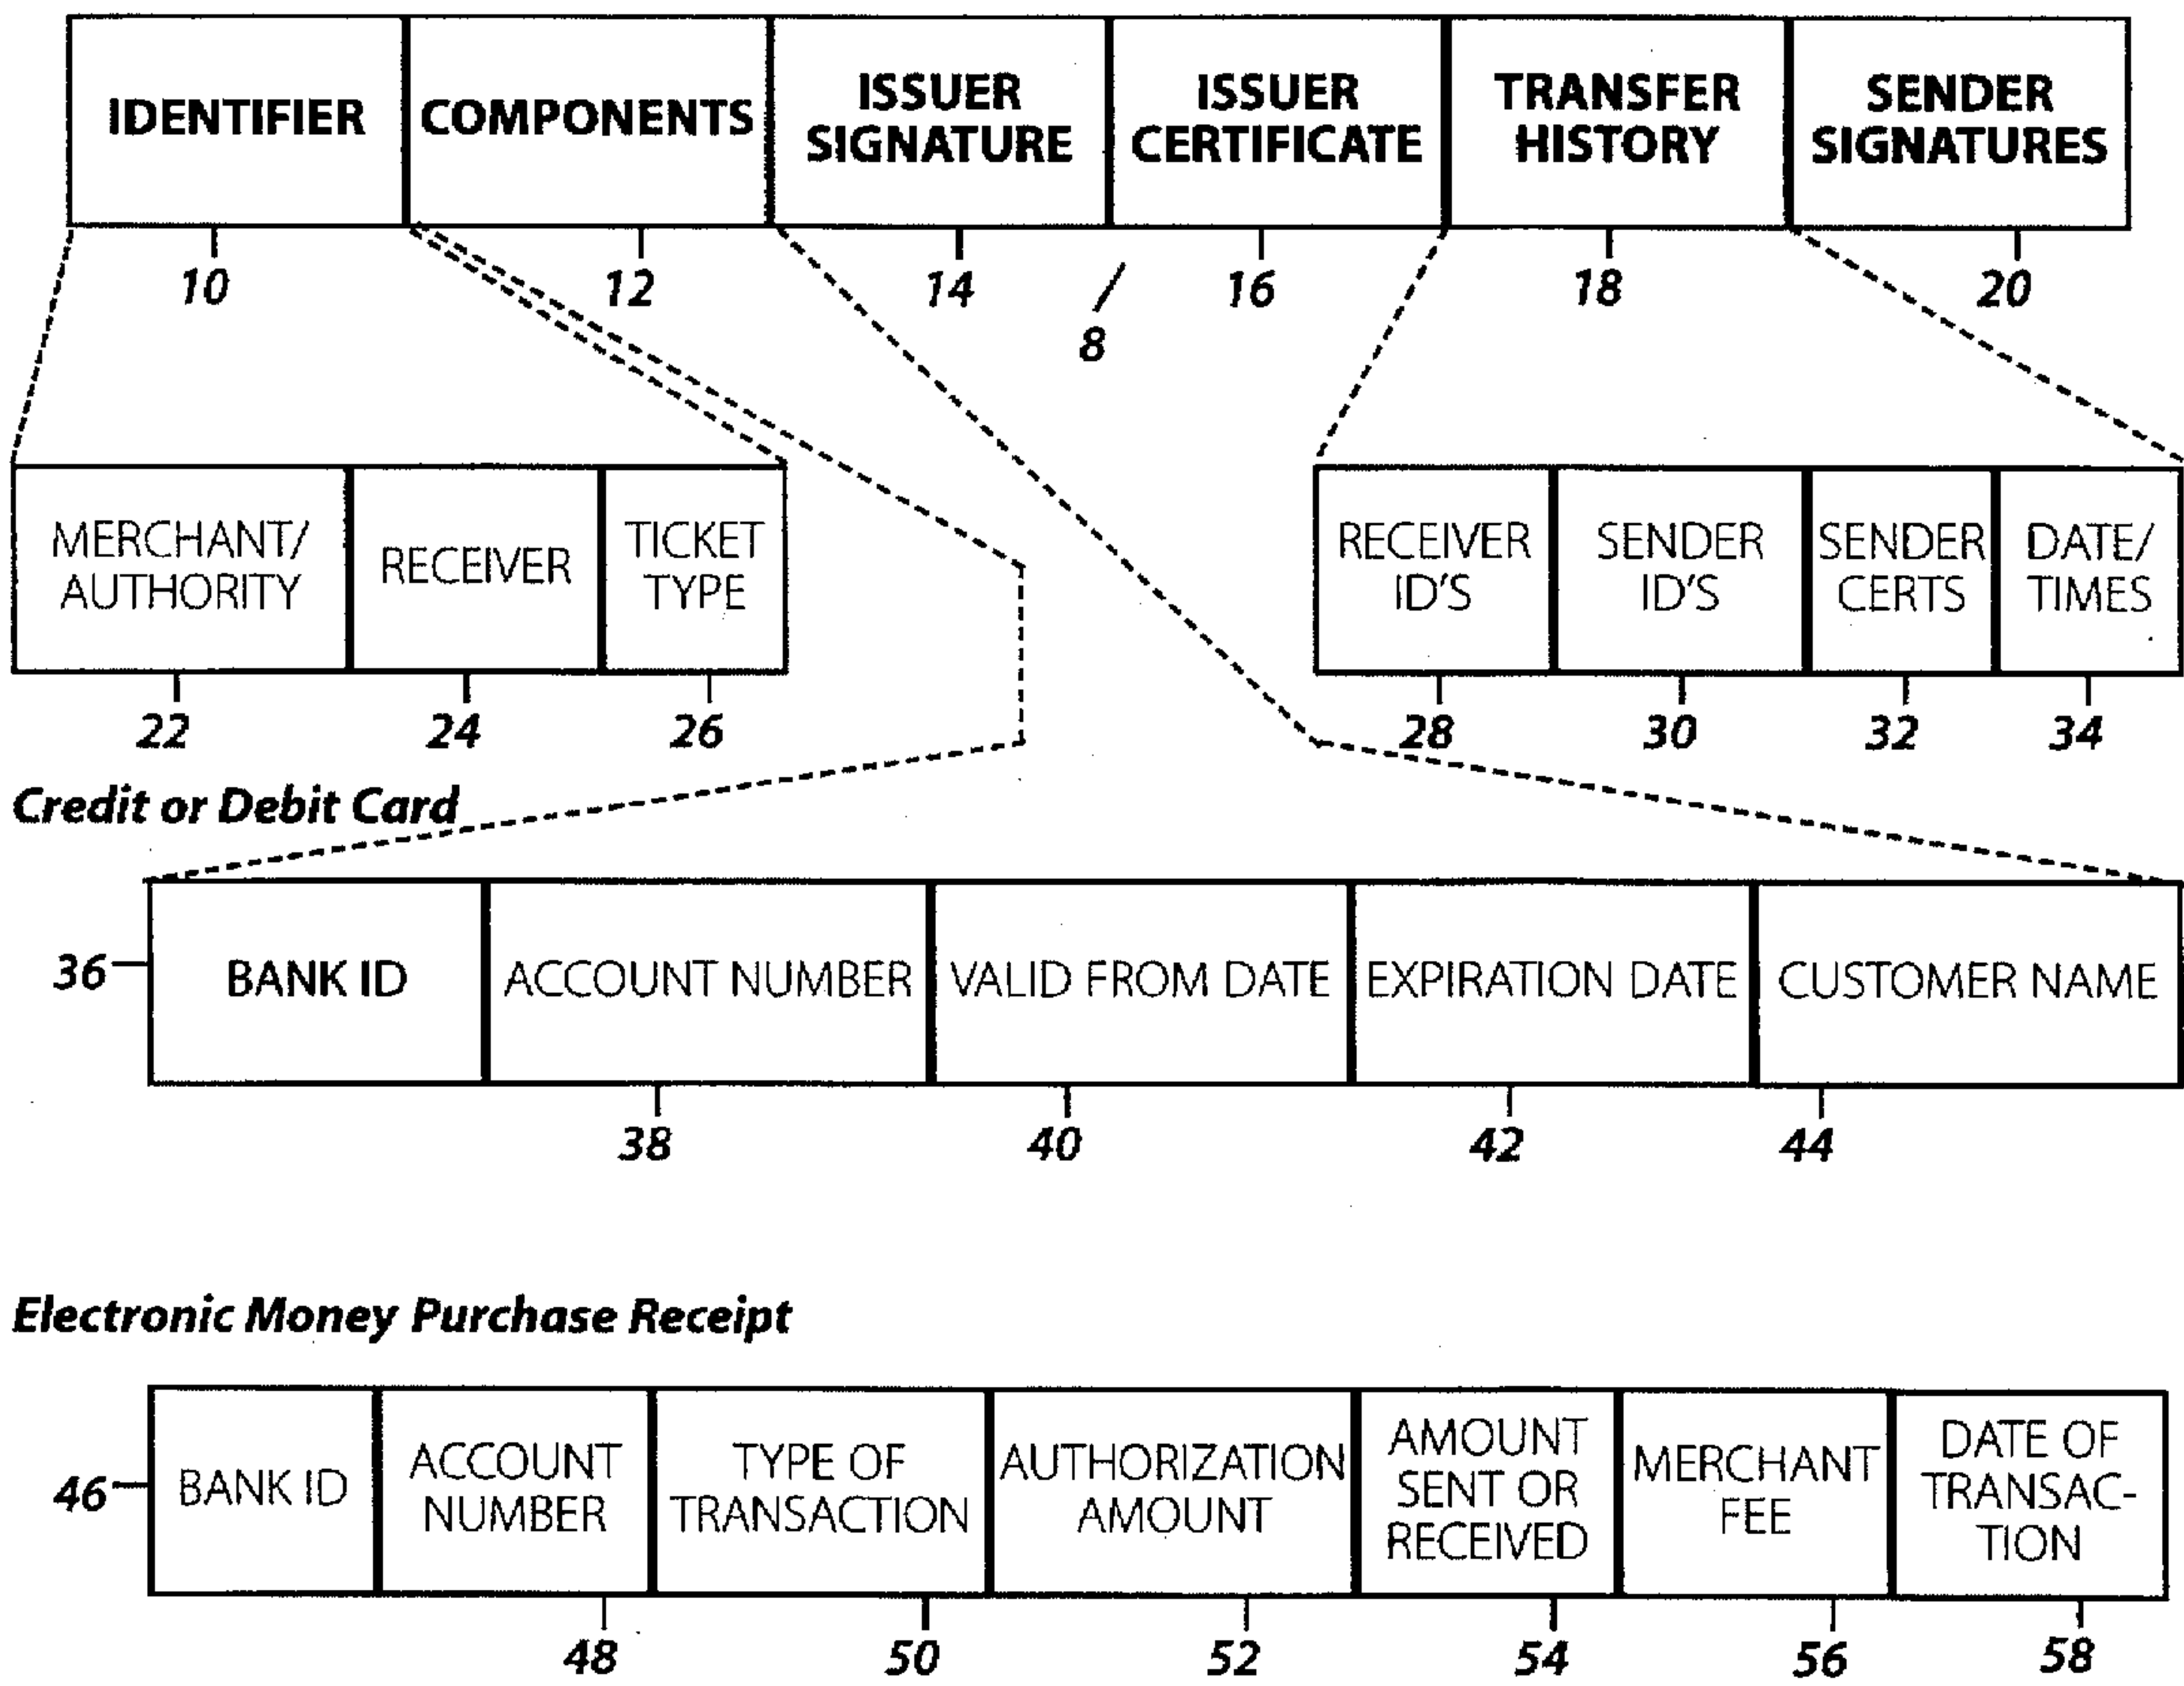 IDENTIFIER
COMPONENTS
ISSUER
SIGNATURE
ISSUER
CERTIFICATE
TRANSFER
HISTORY
SENDER
SIGNATURES
10
12
14
8
16
18
20
MERCHANT/
AUTHORITY
RECEIVER
TICKET
TYPE
22
24
26
RECEIVER
ID'S
SENDER
ID'S
SENDER
CERTS
DATE/
TIMES
28
30
32
34
Credit or Debit Card
36
BANK ID
ACCOUNT NUMBER
VALID FROM DATE
EXPIRATION DATE
CUSTOMER NAME
38
40
42
44
Electronic Money Purchase Receipt
46
BANK ID
ACCOUNT
NUMBER
TYPE OF
TRANSACTION
AUTHORIZATION
AMOUNT
AMOUNT
SENT OR
RECEIVED
MERCHANT
FEE
DATE OF
TRANSAC-
TION
48
50
52
54
56
58